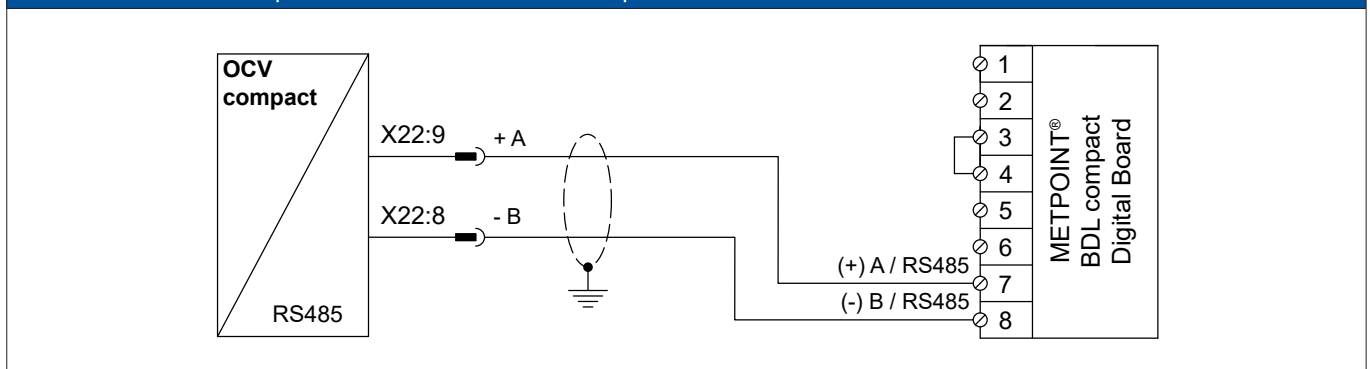 OCV
compact
X22:9
+ A
X22:8
- B
RS485
(+) A / RS485
(-) B / RS485
1
2
3
4
5
6
7
8
METPOINT®
BDL compact
Digital Board